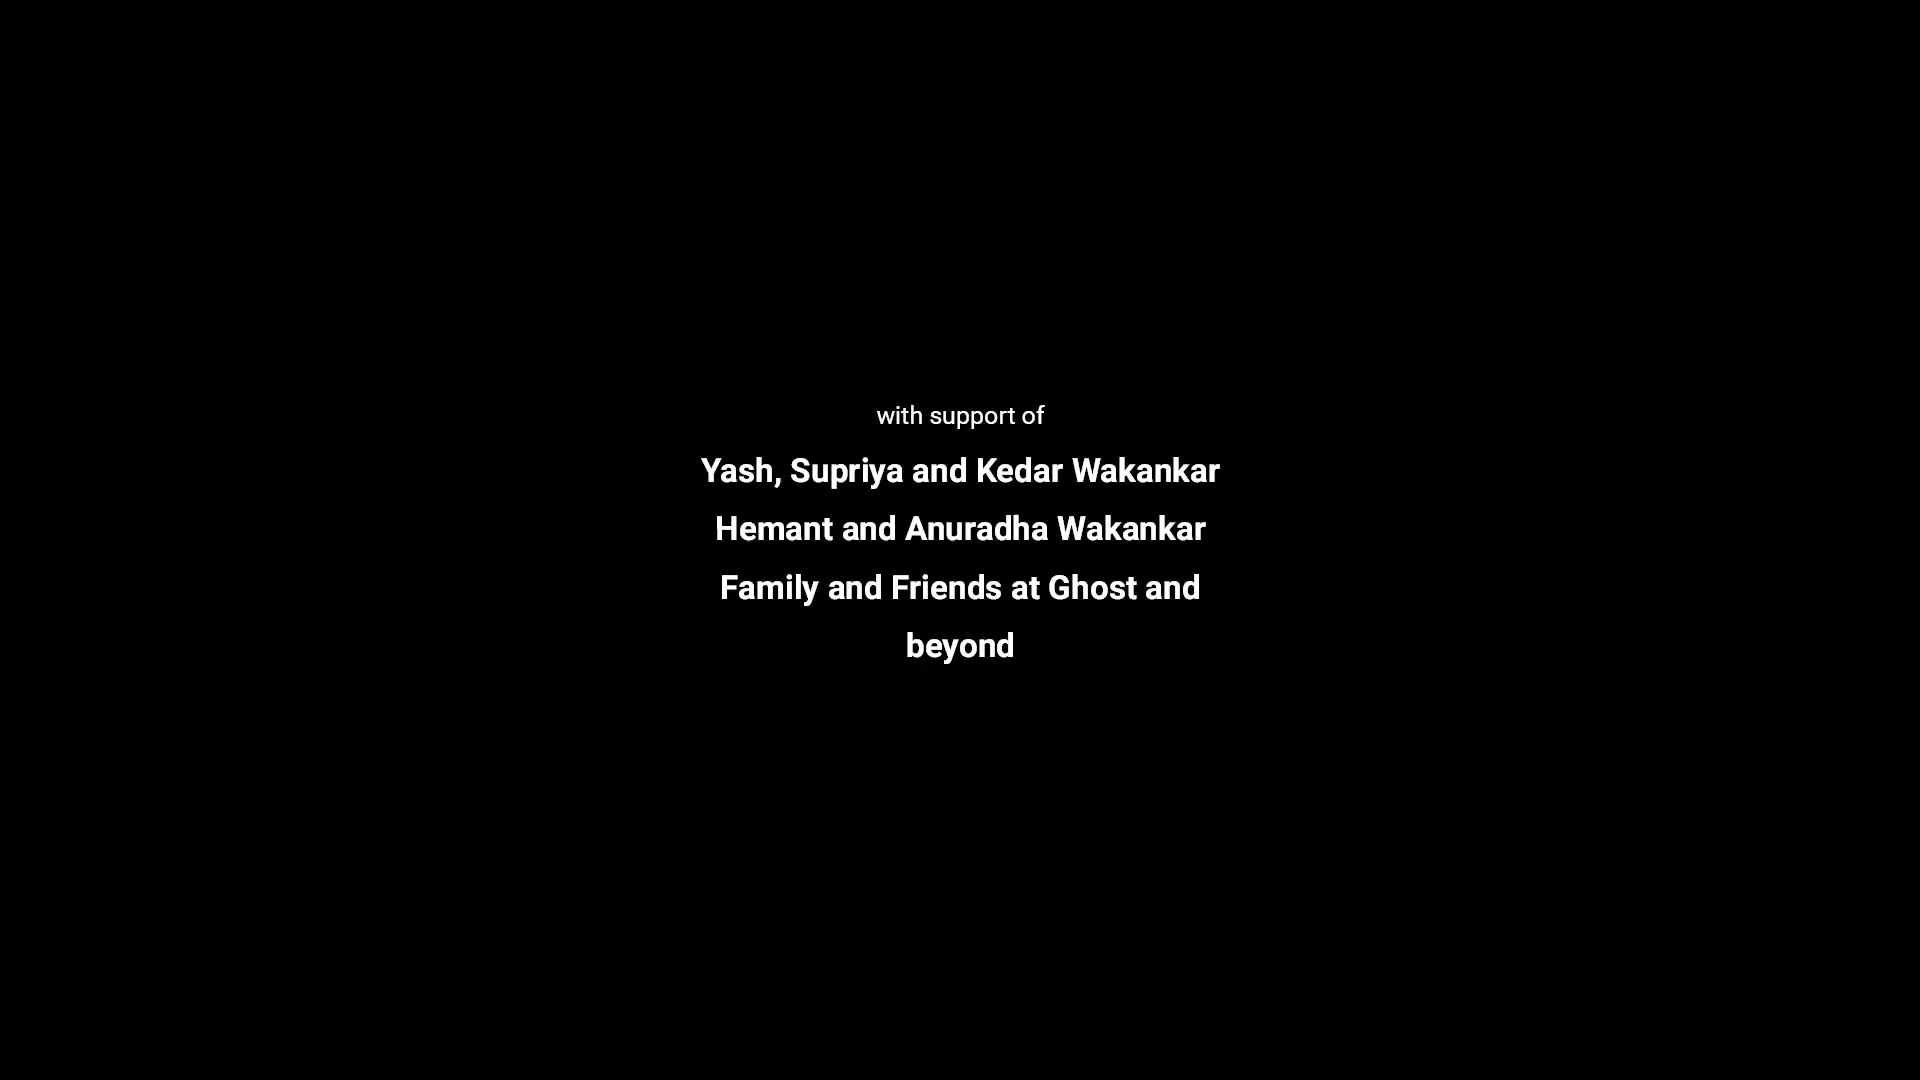 with support of
Yash, Supriya and Kedar Wakankar
Hemant and Anuradha Wakankar
Family and Friends at Ghost and
beyond